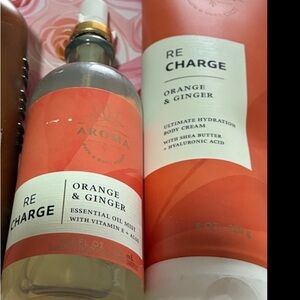 AROMA
RE
CHARGE
ORANGE
& GINGER
ESSENTIAL OIL MIST
WITH VITAMIN E + ALOE
RE
CHARGE
ORANGE
& GINGER
ULTIMATE HYDRATION
BODY CREAM
WITH SHEA BUTTER
+ HYALURONIC ACID